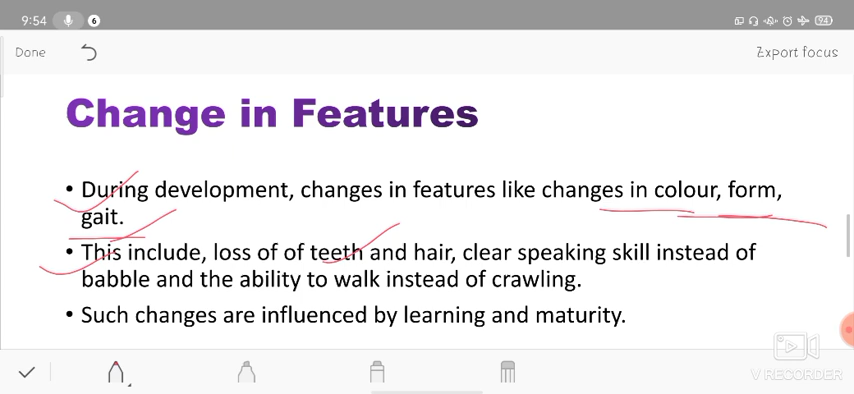 9:54 6 94
Done Export focus
Change in Features
• During development, changes in features like changes in colour, form,
gait.
• This include, loss of of teeth and hair, clear speaking skill instead of
babble and the ability to walk instead of crawling.
• Such changes are influenced by learning and maturity.
V RECORDER